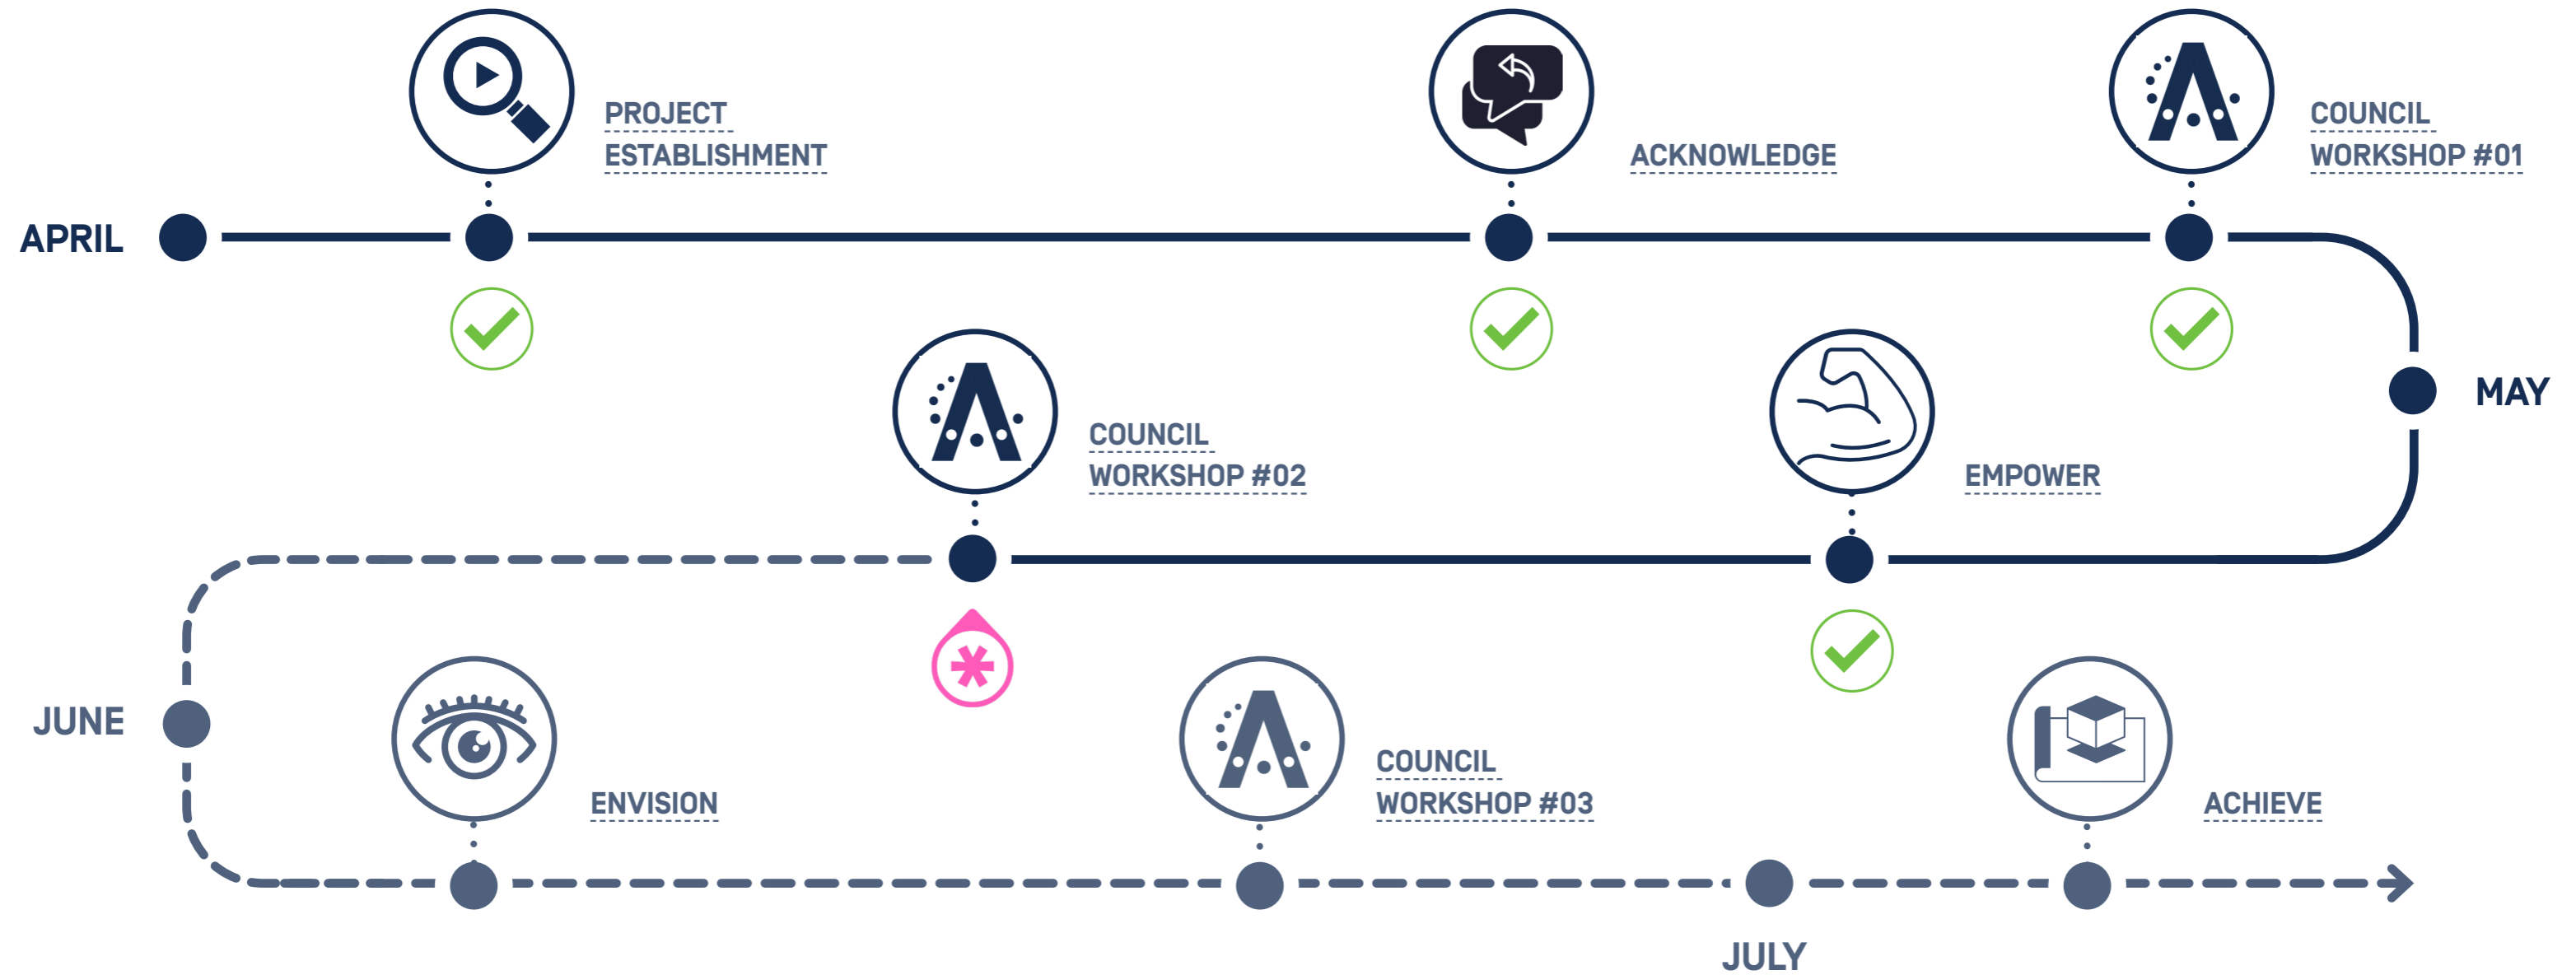 PROJECT
ESTABLISHMENT
ACKNOWLEDGE
COUNCIL
WORKSHOP #01
APRIL
MAY
COUNCIL
WORKSHOP #02
EMPOWER
JUNE
ENVISION
COUNCIL
WORKSHOP #03
ACHIEVE
JULY